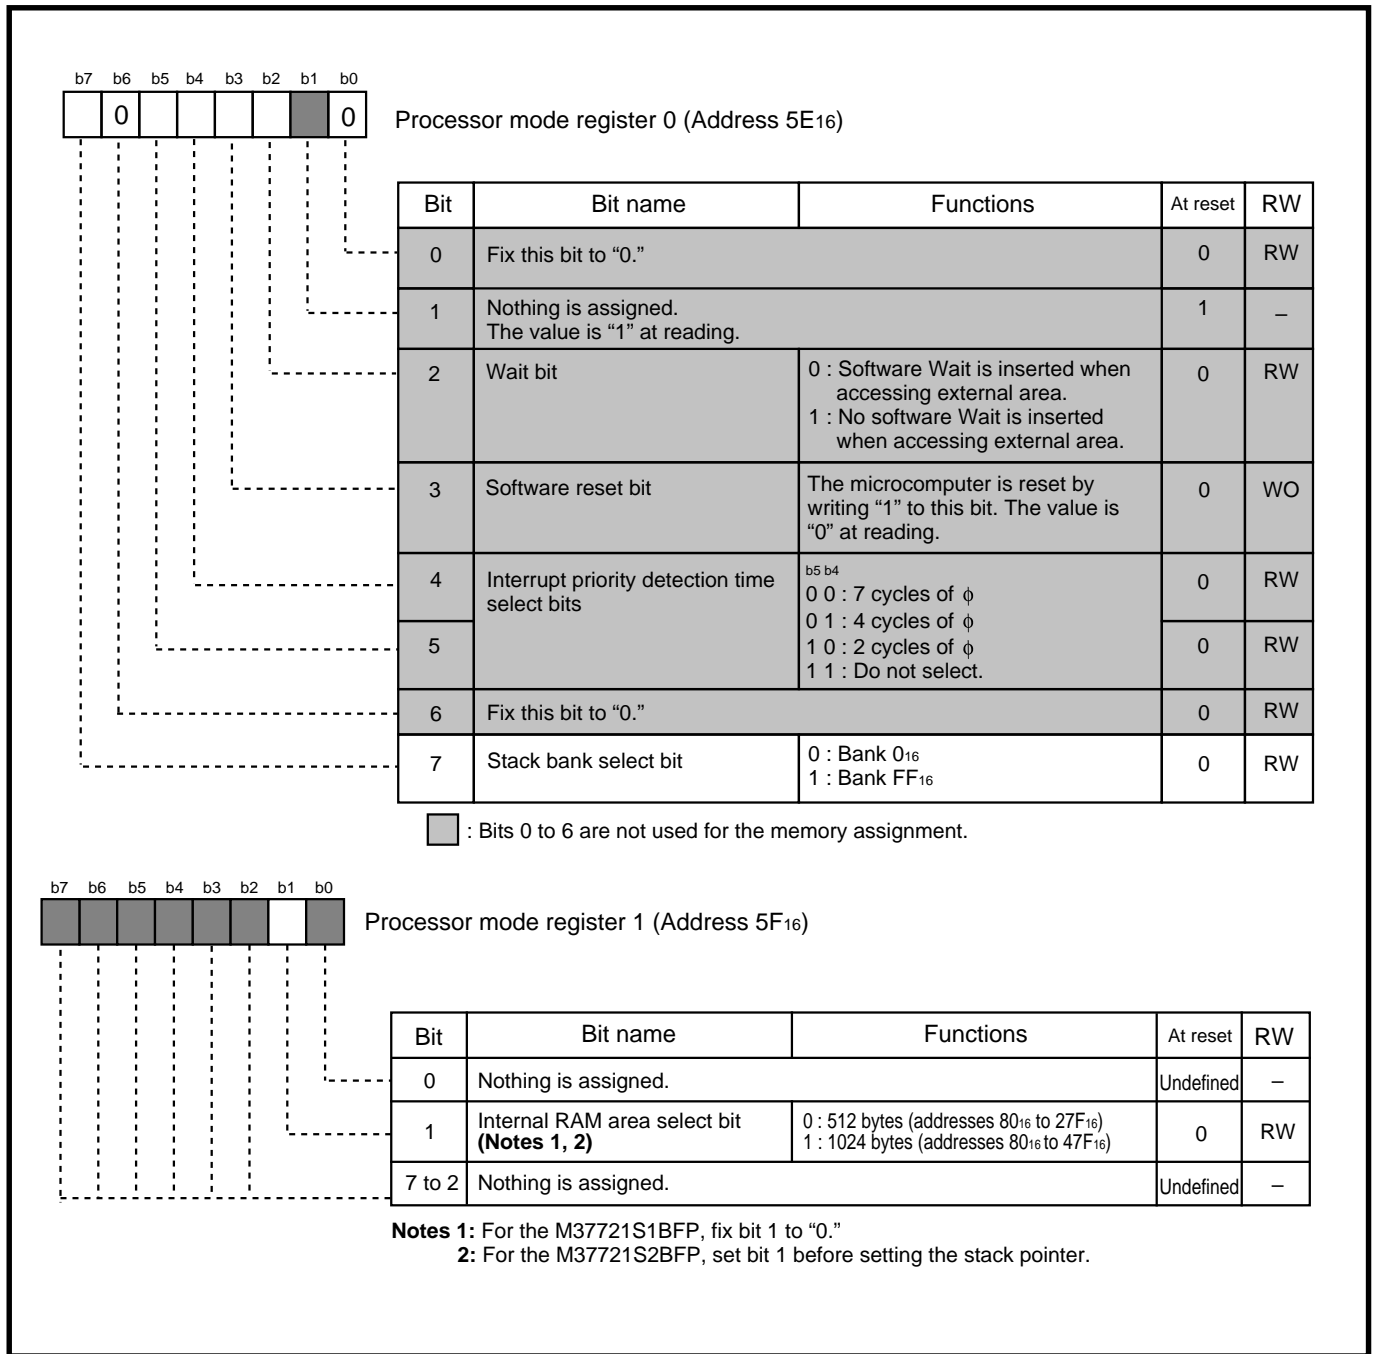 b7 b6 b5 b4 b3 b2 b1 b0
0 0
Processor mode register 0 (Address 5E16)
Bit Bit name Functions At reset RW
0 Fix this bit to “0.” 0 RW
1 Nothing is assigned. 1 –
The value is “1” at reading.
2 Wait bit 0 : Software Wait is inserted when 0 RW
accessing external area.
1 : No software Wait is inserted
when accessing external area.
3 Software reset bit The microcomputer is reset by 0 WO
writing “1” to this bit. The value is
“0” at reading.
b5 b4
4 Interrupt priority detection time 0 0 : 7 cycles of ϕ 0 RW
select bits 0 1 : 4 cycles of ϕ
5 1 0 : 2 cycles of ϕ 0 RW
1 1 : Do not select.
6 Fix this bit to “0.” 0 RW
7 Stack bank select bit 0 : Bank 016 0 RW
1 : Bank FF16
: Bits 0 to 6 are not used for the memory assignment.
b7 b6 b5 b4 b3 b2 b1 b0
Processor mode register 1 (Address 5F16)
Bit Bit name Functions At reset RW
0 Nothing is assigned. Undefined –
1 Internal RAM area select bit 0 : 512 bytes (addresses 8016 to 27F16) 0 RW
(Notes 1, 2) 1 : 1024 bytes (addresses 8016 to 47F16)
7 to 2 Nothing is assigned. Undefined –
Notes 1: For the M37721S1BFP, fix bit 1 to “0.”
2: For the M37721S2BFP, set bit 1 before setting the stack pointer.